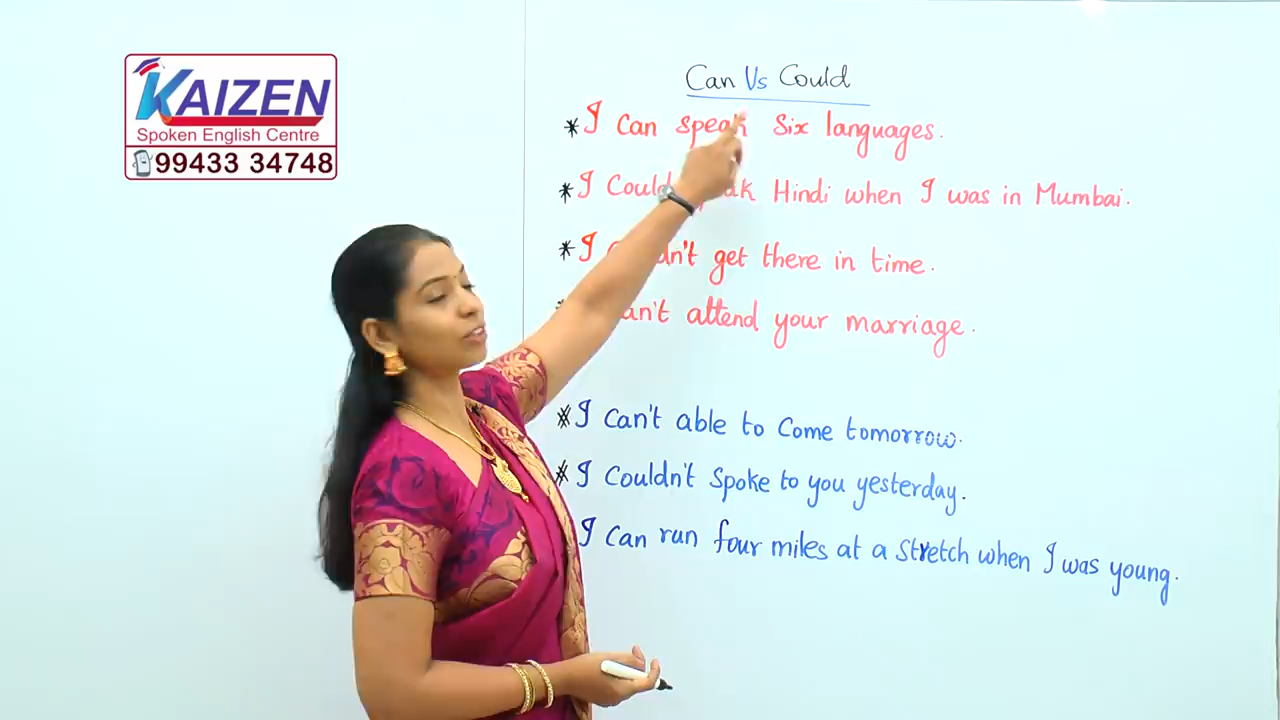 KAIZEN
Spoken English Centre
99433 34748
Can Vs Could
* I Can speak Six languages.
* I Could speak Hindi when I was in Mumbai.
* I get there in time.
attend your marriage.
* I Can't able to Come tomorrow.
* I Couldn't Spoke to you yesterday.
I Can run four miles at a Stretch when I was young.